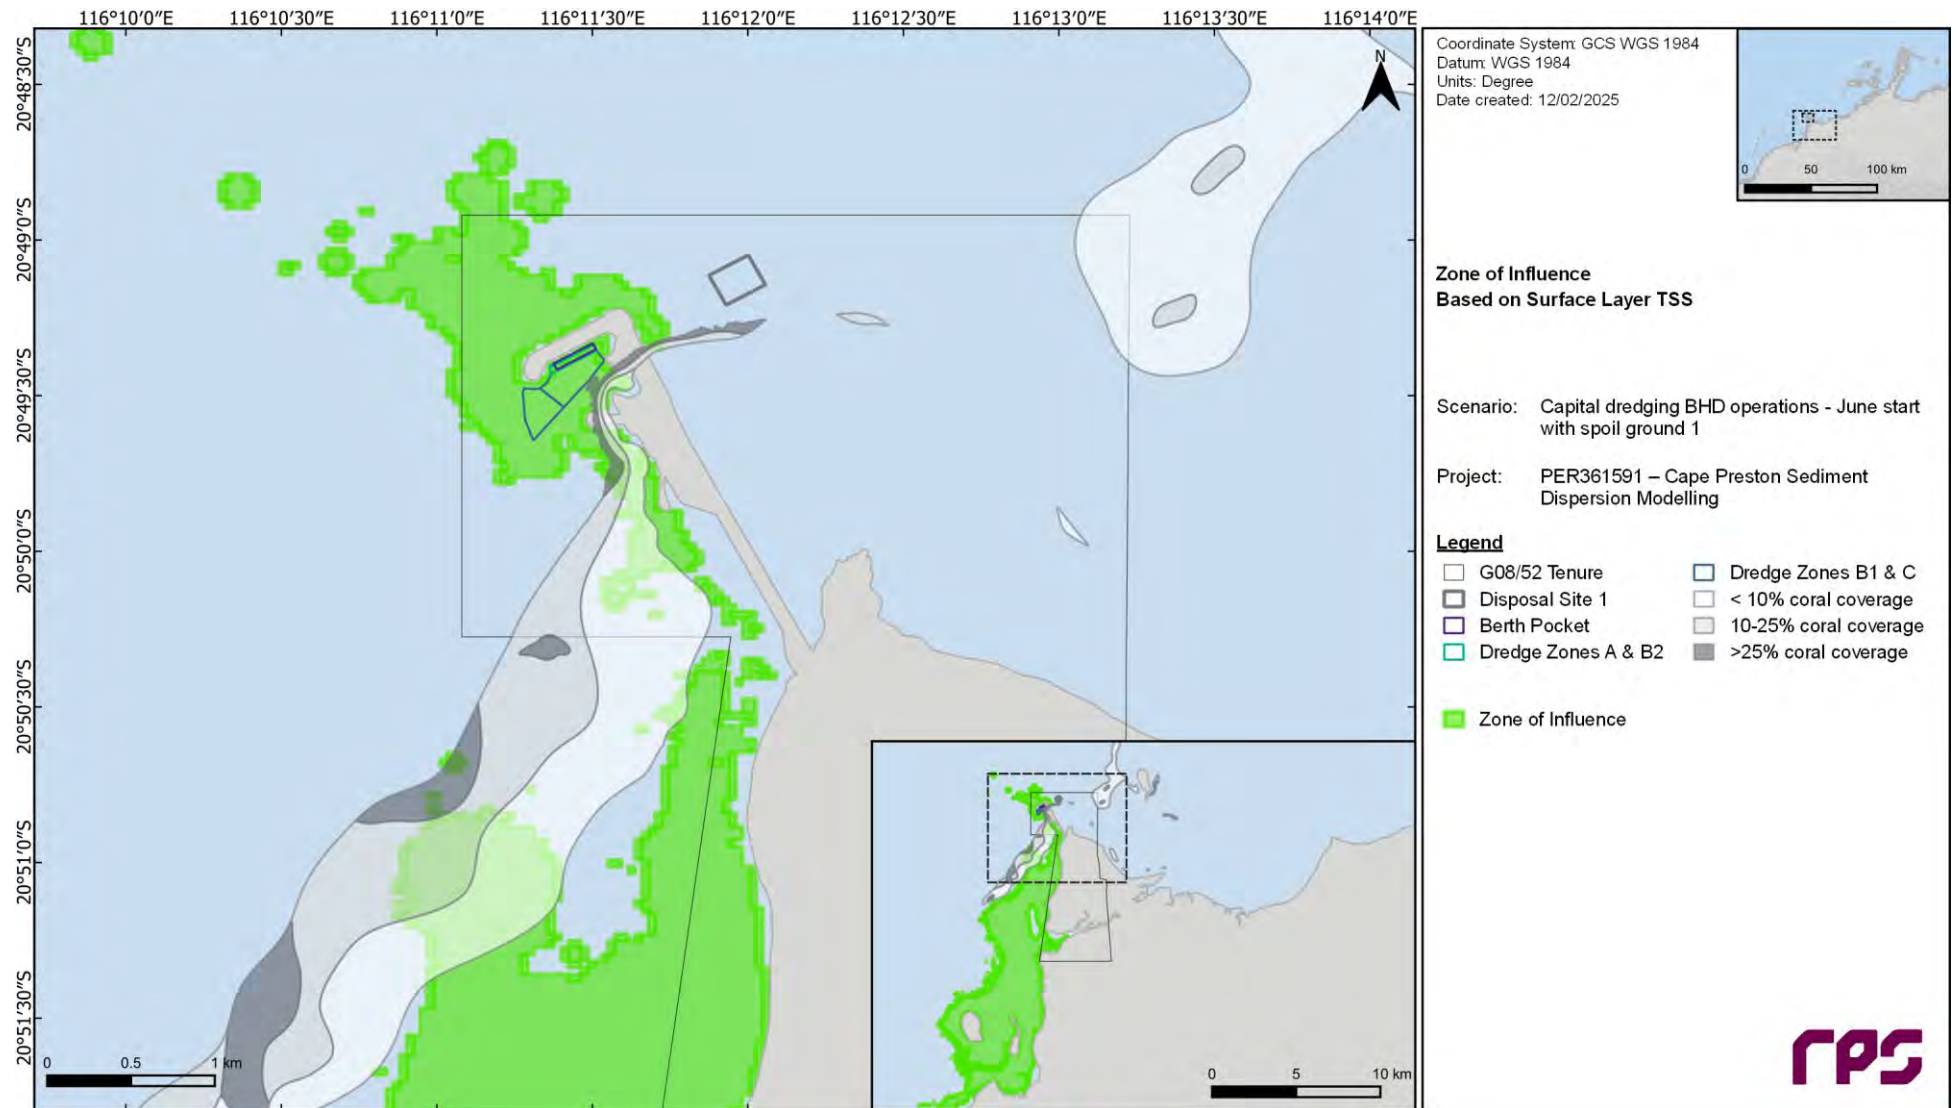 116°10′0″E 116°10′30″E 116°11′0″E 116°11′30″E 116°12′0″E 116°12′30″E 116°13′0″E 116°13′30″E 116°14′0″E
20°48′30″S
20°49′0″S
20°49′30″S
20°50′0″S
20°50′30″S
20°51′0″S
20°51′30″S
N
0 0.5 1 km
0 5 10 km
Coordinate System: GCS WGS 1984
Datum: WGS 1984
Units: Degree
Date created: 12/02/2025
0 50 100 km
Zone of Influence
Based on Surface Layer TSS
Scenario: Capital dredging BHD operations - June start
with spoil ground 1
Project: PER361591 – Cape Preston Sediment
Dispersion Modelling
Legend
G08/52 Tenure
Disposal Site 1
Berth Pocket
Dredge Zones A & B2
Dredge Zones B1 & C
< 10% coral coverage
10-25% coral coverage
>25% coral coverage
Zone of Influence
rps